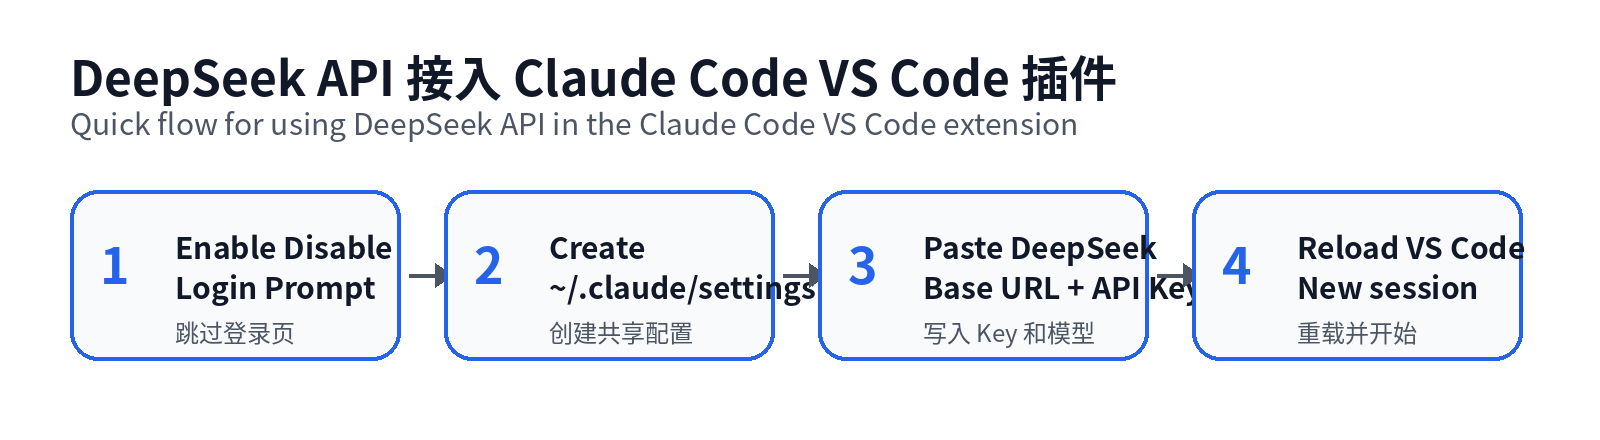 DeepSeek API 接入 Claude Code VS Code 插件
Quick flow for using DeepSeek API in the Claude Code VS Code extension
1
Enable Disable
Login Prompt
跳过登录页
2
Create
~/.claude/settings
创建共享配置
3
Paste DeepSeek
Base URL + API Key
写入 Key 和模型
4
Reload VS Code
New session
重载并开始